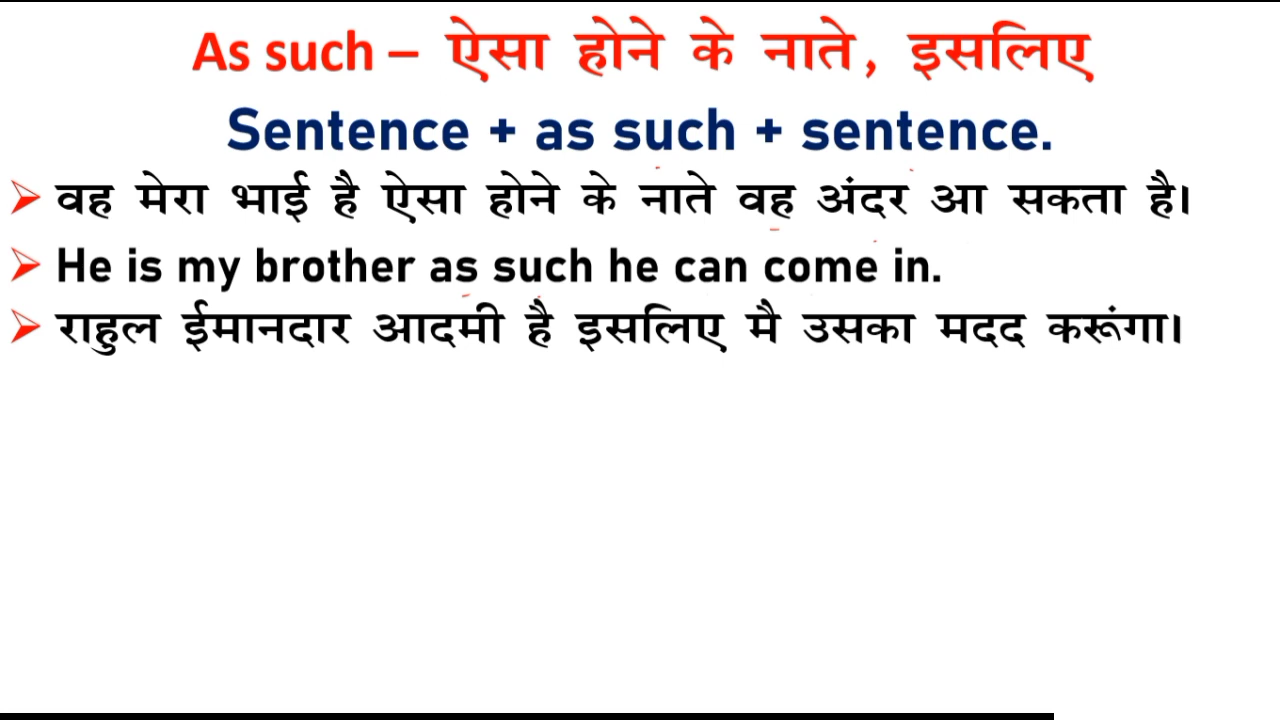 As such – ऐसा होने के नाते, इसलिए
Sentence + as such + sentence.
➢ वह मेरा भाई है ऐसा होने के नाते वह अंदर आ सकता है।
➢ He is my brother as such he can come in.
➢ राहुल ईमानदार आदमी है इसलिए मै उसका मदद करूंगा।